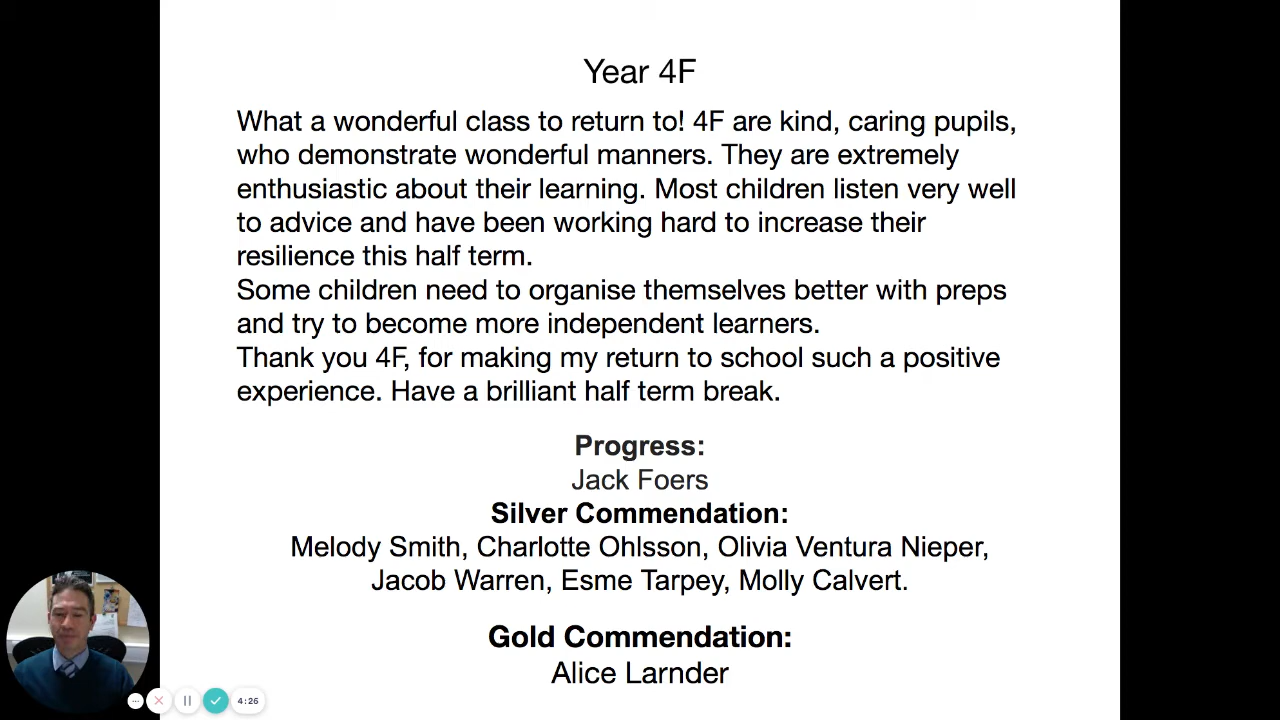 Year 4F
What a wonderful class to return to! 4F are kind, caring pupils,
who demonstrate wonderful manners. They are extremely
enthusiastic about their learning. Most children listen very well
to advice and have been working hard to increase their
resilience this half term.
Some children need to organise themselves better with preps
and try to become more independent learners.
Thank you 4F, for making my return to school such a positive
experience. Have a brilliant half term break.
Progress:
Jack Foers
Silver Commendation:
Melody Smith, Charlotte Ohlsson, Olivia Ventura Nieper,
Jacob Warren, Esme Tarpey, Molly Calvert.
Gold Commendation:
Alice Larnder
4:26